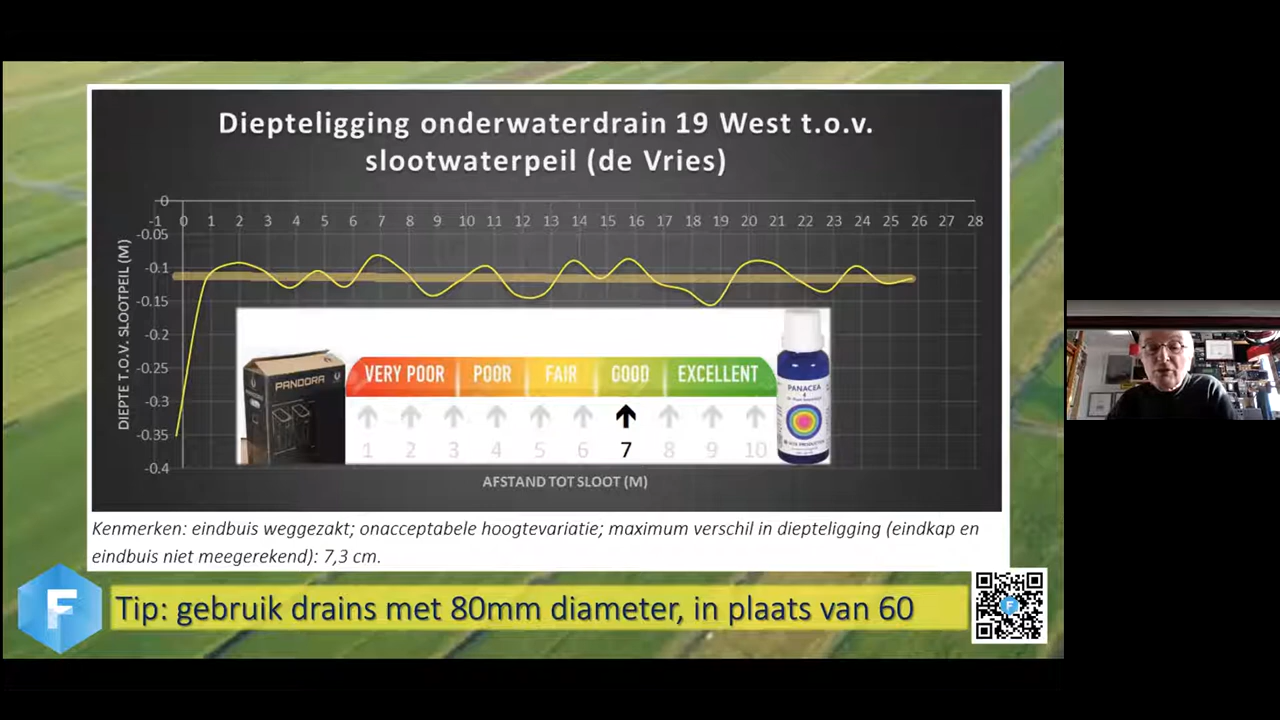 Diepteligging onderwaterdrain 19 West t.o.v.
slootwaterpeil (de Vries)
0
-1 0 1 2 3 4 5 6 7 8 9 10 11 12 13 14 15 16 17 18 19 20 21 22 23 24 25 26 27 28
-0.05
-0.1
-0.15
-0.2
-0.25
-0.3
-0.35
-0.4
DIEPTE T.O.V. SLOOTPEIL (M)
PANDORA
VERY POOR POOR FAIR GOOD EXCELLENT
1 2 3 4 5 6 7 8 9 10
PANACEA
4
AFSTAND TOT SLOOT (M)
Kenmerken: eindbuis weggezakt; onacceptabele hoogtevariatie; maximum verschil in diepteligging (eindkap en
eindbuis niet meegerekend): 7,3 cm.
F
Tip: gebruik drains met 80mm diameter, in plaats van 60
F